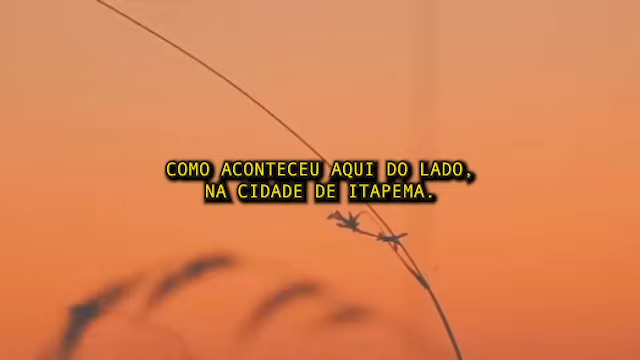 COMO ACONTECEU AQUI DO LADO,
NA CIDADE DE ITAPEMA.